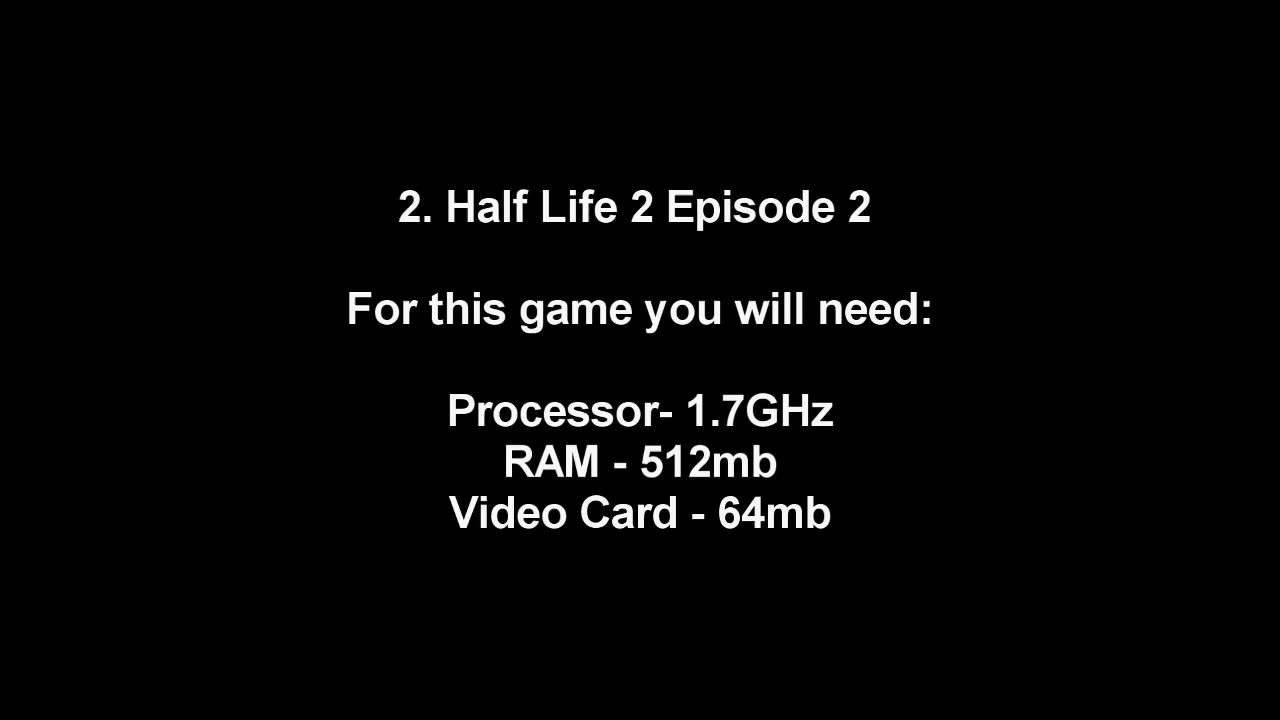 2. Half Life 2 Episode 2
For this game you will need:
Processor- 1.7GHz
RAM - 512mb
Video Card - 64mb